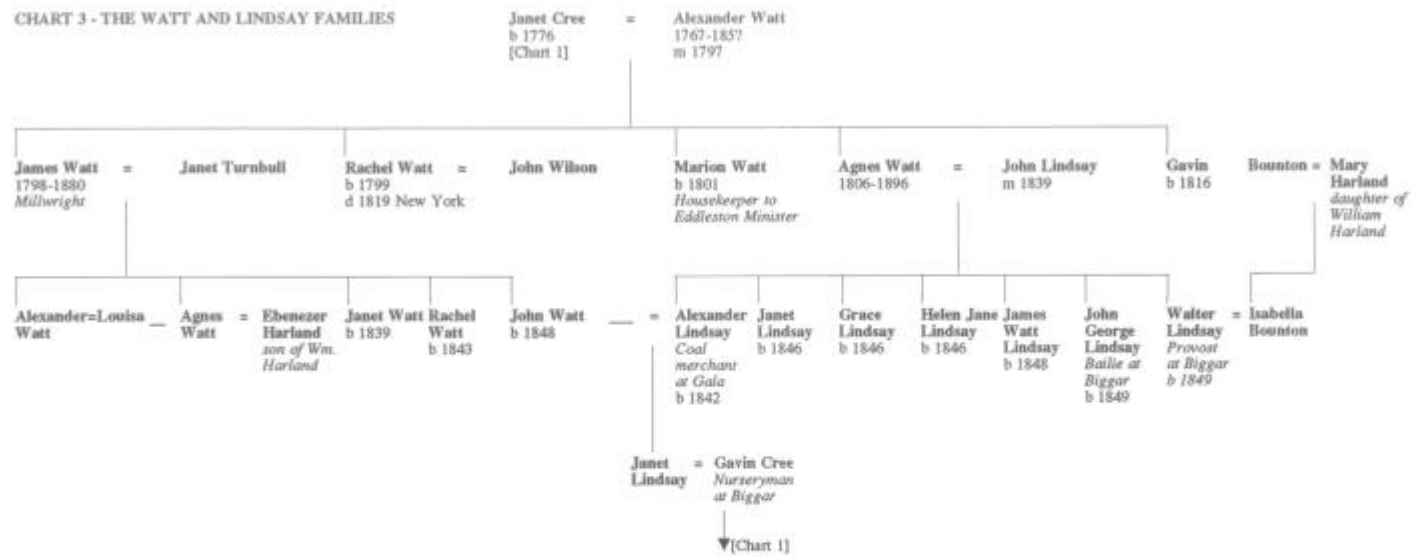 CHART 3 - THE WATT AND LINDSAY FAMILIES
Janet Cree = Alexander Watt
b 1776 1767-185?
[Chart 1] m 1797
James Watt = Janet Turnbull
1798-1880
Millwright
Rachel Watt = John Wilson
b 1799
d 1819 New York
Marion Watt
b 1801
Housekeeper to
Eddleston Minister
Agnes Watt = John Lindsay
1806-1896 m 1839
Gavin
b 1816
Bounton = Mary
Harland
daughter of
William
Harland
Alexander=Louisa
Watt
Agnes = Ebenezer
Watt Harland
son of Wm.
Harland
Janet Watt
b 1839
Rachel
Watt
b 1843
John Watt
b 1848
= Alexander
Lindsay
Coal
merchant
at Gala
b 1842
Janet
Lindsay
b 1846
Grace
Lindsay
b 1846
Helen Jane
Lindsay
b 1846
James
Watt
Lindsay
b 1848
John
George
Lindsay
Bailie at
Biggar
b 1849
Walter = Isabella
Lindsay Bounton
Provost
at Biggar
b 1849
Janet = Gavin Cree
Lindsay Nurseryman
at Biggar
[Chart 1]